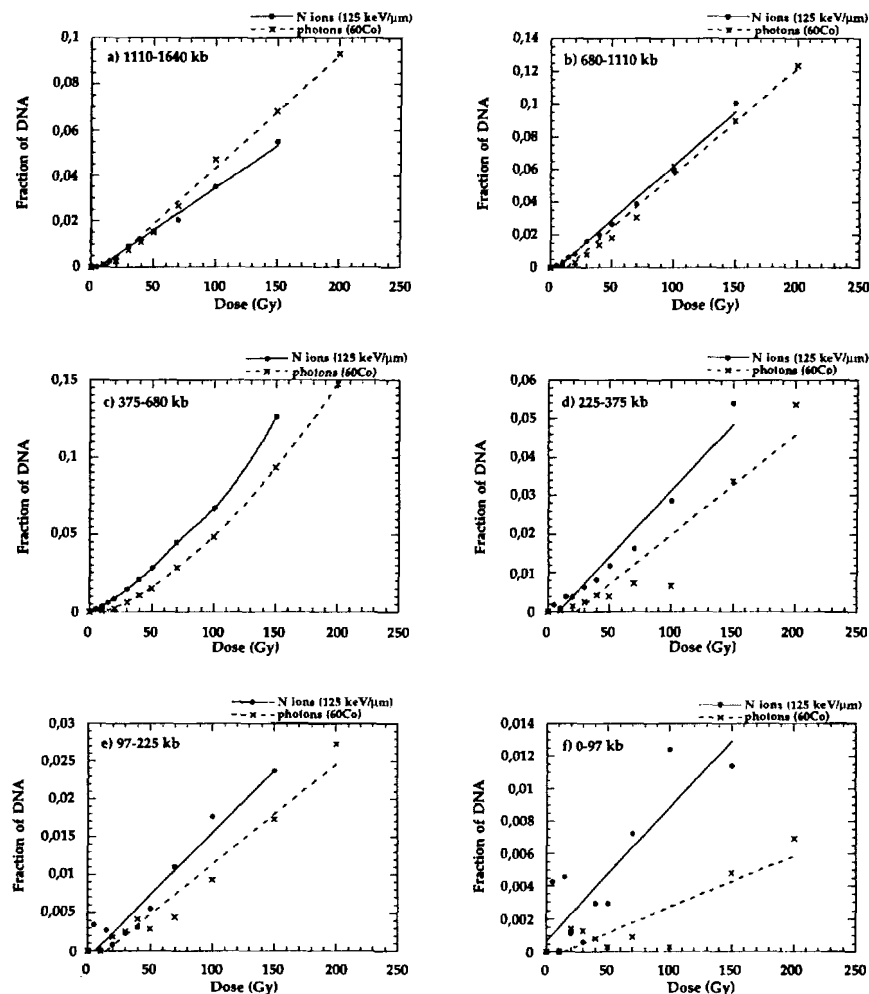 N ions (125 keV/μm)
photons (60Co)
a) 1110-1640 kb
Fraction of DNA
0,1
0,08
0,06
0,04
0,02
0
0 50 100 150 200 250
Dose (Gy)
N ions (125 keV/μm)
photons (60Co)
b) 680-1110 kb
Fraction of DNA
0,14
0,12
0,1
0,08
0,06
0,04
0,02
0
0 50 100 150 200 250
Dose (Gy)
N ions (125 keV/μm)
photons (60Co)
c) 375-680 kb
Fraction of DNA
0,15
0,1
0,05
0
0 50 100 150 200 250
Dose (Gy)
N ions (125 keV/μm)
photons (60Co)
d) 225-375 kb
Fraction of DNA
0,06
0,05
0,04
0,03
0,02
0,01
0
0 50 100 150 200 250
Dose (Gy)
N ions (125 keV/μm)
photons (60Co)
e) 97-225 kb
Fraction of DNA
0,03
0,025
0,02
0,015
0,01
0,005
0
0 50 100 150 200 250
Dose (Gy)
N ions (125 keV/μm)
photons (60Co)
f) 0-97 kb
Fraction of DNA
0,014
0,012
0,01
0,008
0,006
0,004
0,002
0
0 50 100 150 200 250
Dose (Gy)